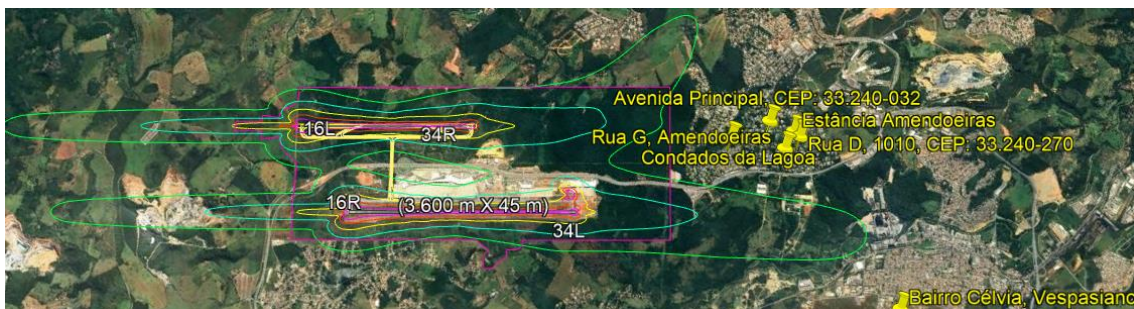 Avenida Principal, CEP: 33.240-032
16L
34R
Estância Amendoeiras
Rua G, Amendoeiras
Rua D, 1010, CEP: 33.240-270
Condados da Lagoa
16R
(3.600 m X 45 m)
34L
Bairro Célvia, Vespasiano